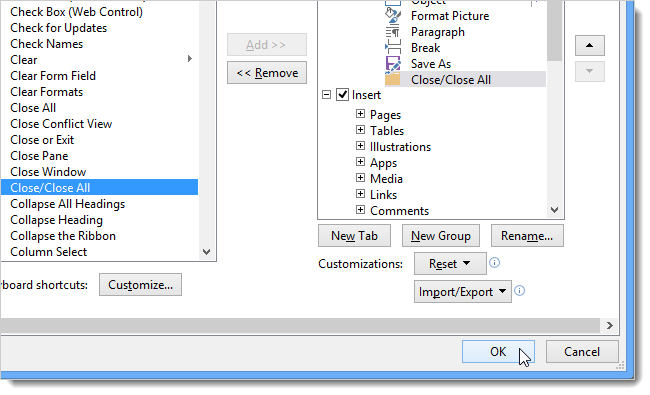 Check Box (Web Control)
Check for Updates
Check Names
Clear
Clear Form Field
Clear Formats
Close All
Close Conflict View
Close or Exit
Close Pane
Close Window
Close/Close All
Collapse All Headings
Collapse Heading
Collapse the Ribbon
Column Select
Add >>
<< Remove
Object
Format Picture
Paragraph
Break
Save As
Close/Close All
Insert
Pages
Tables
Illustrations
Apps
Media
Links
Comments
New Tab
New Group
Rename...
Customizations:
Reset
Import/Export
board shortcuts:
Customize...
OK
Cancel